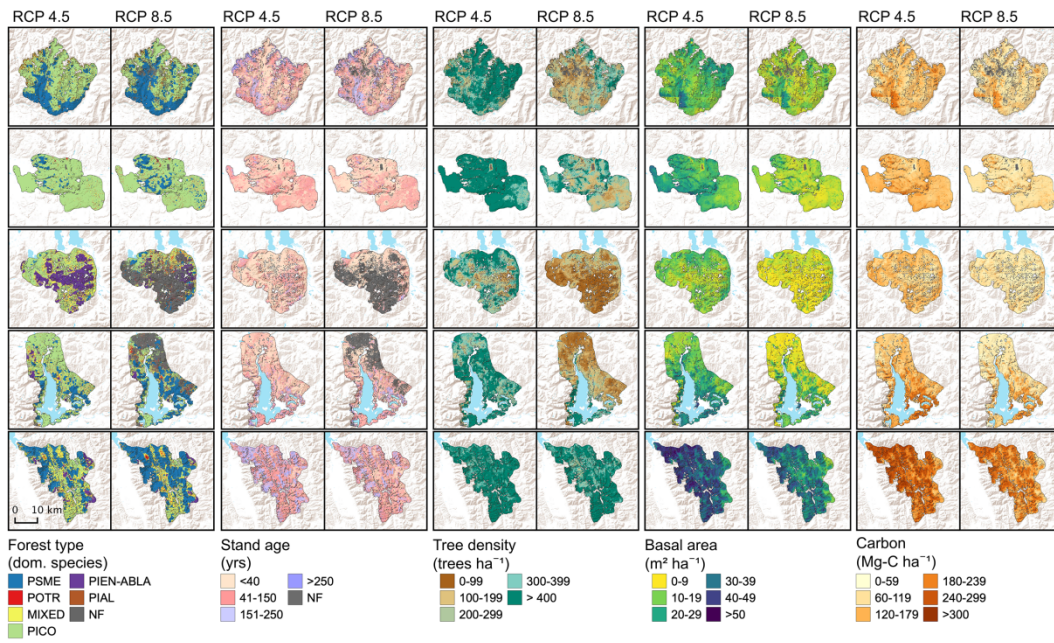 RCP 4.5 RCP 8.5 RCP 4.5 RCP 8.5 RCP 4.5 RCP 8.5 RCP 4.5 RCP 8.5 RCP 4.5 RCP 8.5
0 10 km
Forest type
(dom. species)
PSME PIEN-ABLA
POTR PIAL
MIXED NF
PICO
Stand age
(yrs)
<40 >250
41-150 NF
151-250
Tree density
(trees ha⁻¹)
0-99 300-399
100-199 > 400
200-299
Basal area
(m² ha⁻¹)
0-9 30-39
10-19 40-49
20-29 >50
Carbon
(Mg-C ha⁻¹)
0-59 180-239
60-119 240-299
120-179 >300